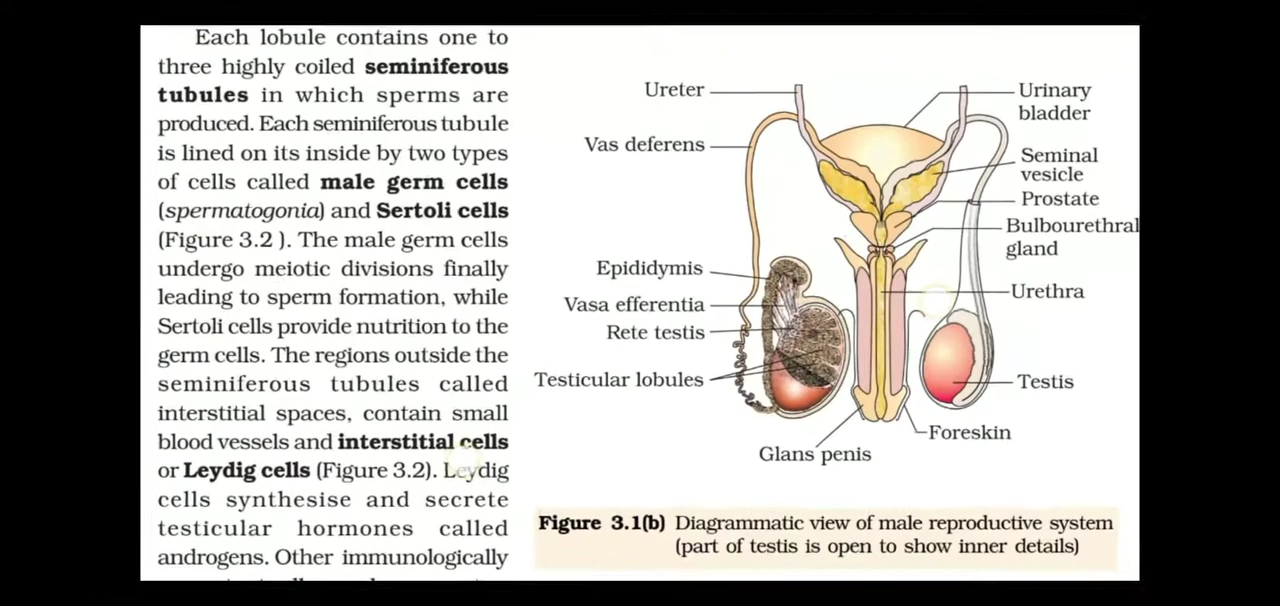 Each lobule contains one to
three highly coiled seminiferous
tubules in which sperms are
produced. Each seminiferous tubule
is lined on its inside by two types
of cells called male germ cells
(spermatogonia) and Sertoli cells
(Figure 3.2 ). The male germ cells
undergo meiotic divisions finally
leading to sperm formation, while
Sertoli cells provide nutrition to the
germ cells. The regions outside the
seminiferous tubules called
interstitial spaces, contain small
blood vessels and interstitial cells
or Leydig cells (Figure 3.2). Leydig
cells synthesise and secrete
testicular hormones called
androgens. Other immunologically
Ureter
Vas deferens
Epididymis
Vasa efferentia
Rete testis
Testicular lobules
Glans penis
Urinary
bladder
Seminal
vesicle
Prostate
Bulbourethral
gland
Urethra
Testis
Foreskin
Figure 3.1(b) Diagrammatic view of male reproductive system
(part of testis is open to show inner details)